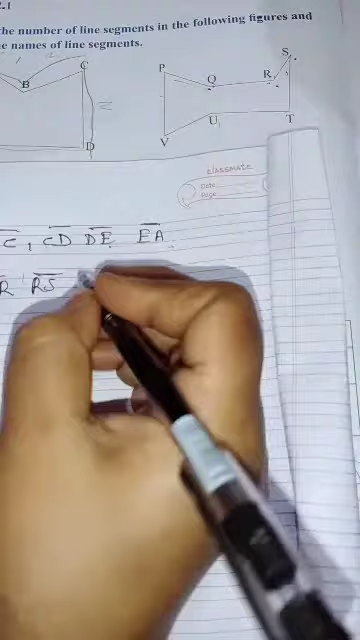 2.1
the number of line segments in the following figures and
e names of line segments.
B C D
P Q R S T U V
classmate
Date
Page
C, CD DE EA
R RS